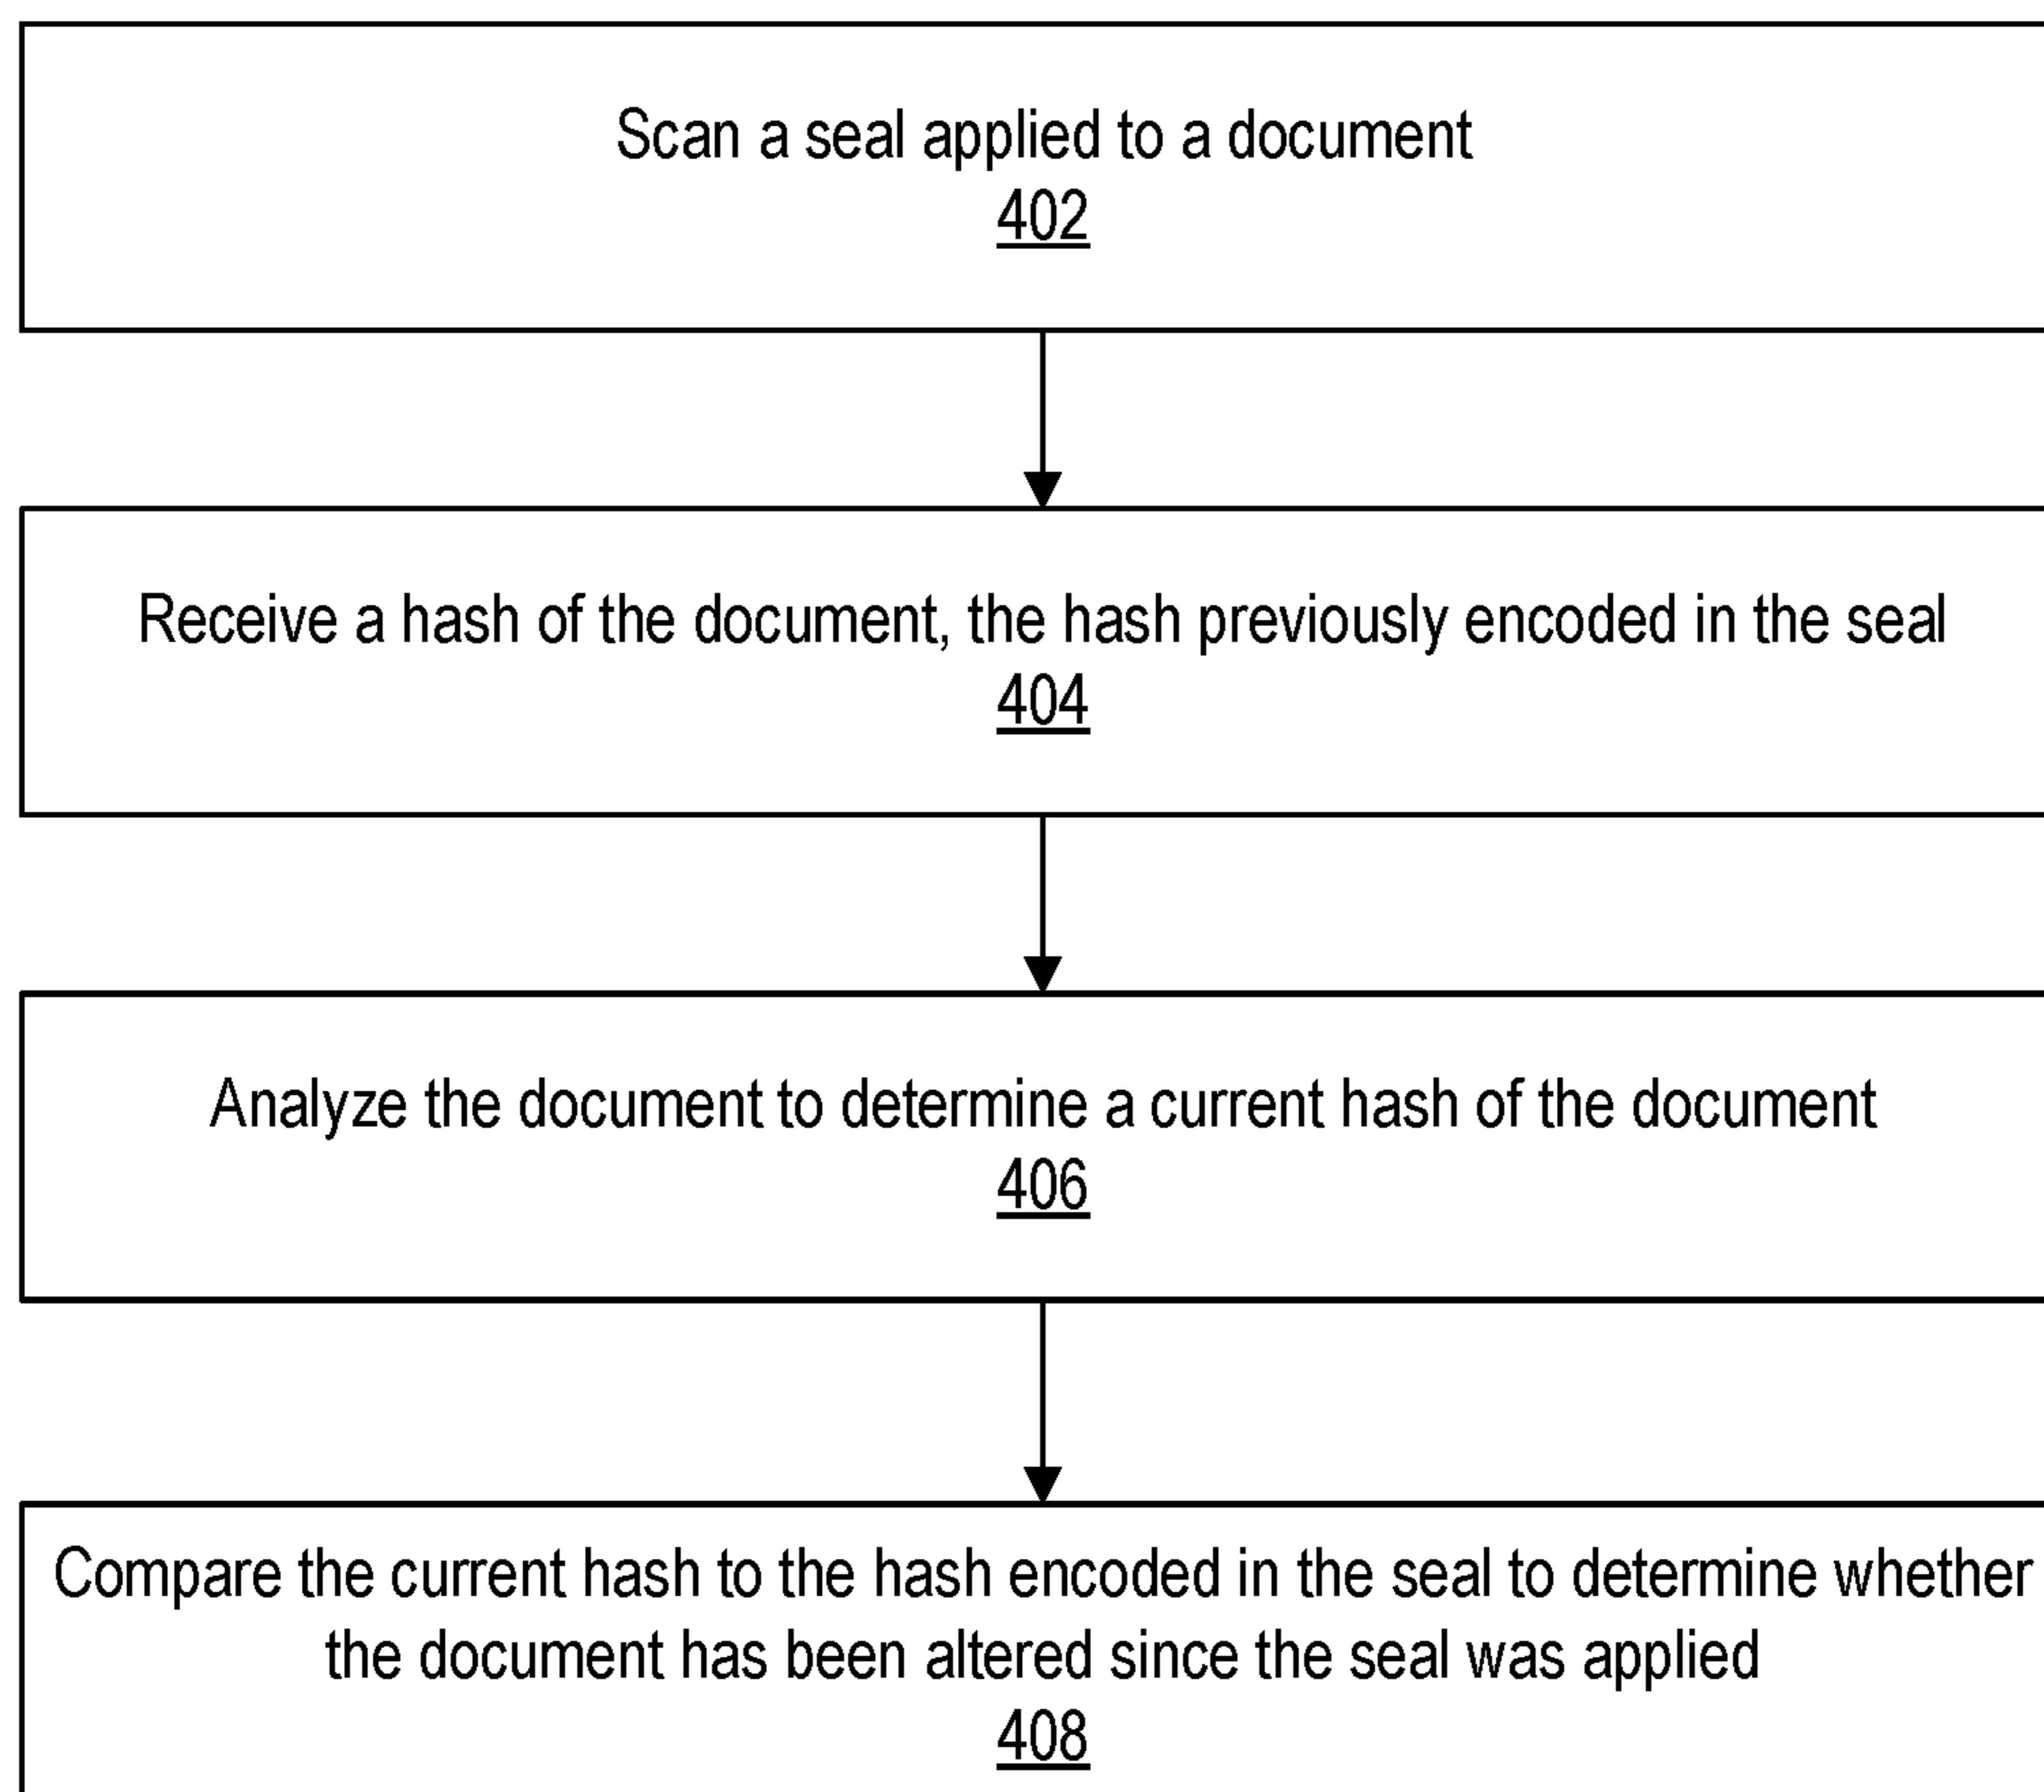 Scan a seal applied to a document
402
Receive a hash of the document, the hash previously encoded in the seal
404
Analyze the document to determine a current hash of the document
406
Compare the current hash to the hash encoded in the seal to determine whether
the document has been altered since the seal was applied
408